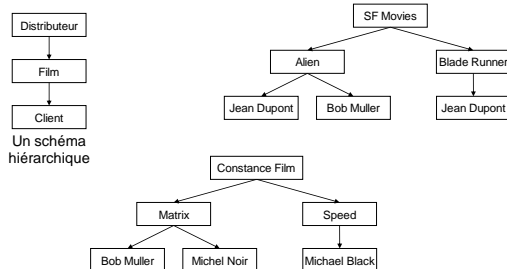 Distributeur
Film
Client
Un schéma
hiérarchique
SF Movies
Alien
Blade Runner
Jean Dupont
Bob Muller
Jean Dupont
Constance Film
Matrix
Speed
Bob Muller
Michel Noir
Michael Black